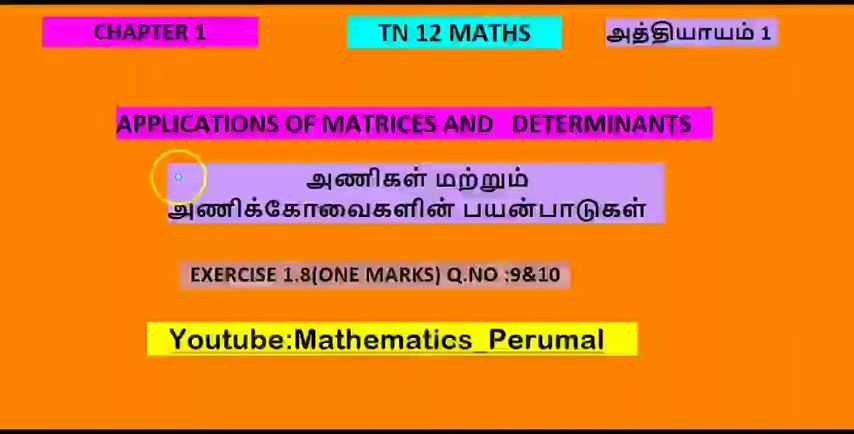 CHAPTER 1
TN 12 MATHS
அத்தியாயம் 1
APPLICATIONS OF MATRICES AND DETERMINANTS
அணிகள் மற்றும்
அணிக்கோவைகளின் பயன்பாடுகள்
EXERCISE 1.8(ONE MARKS) Q.NO :9&10
Youtube:Mathematics_Perumal